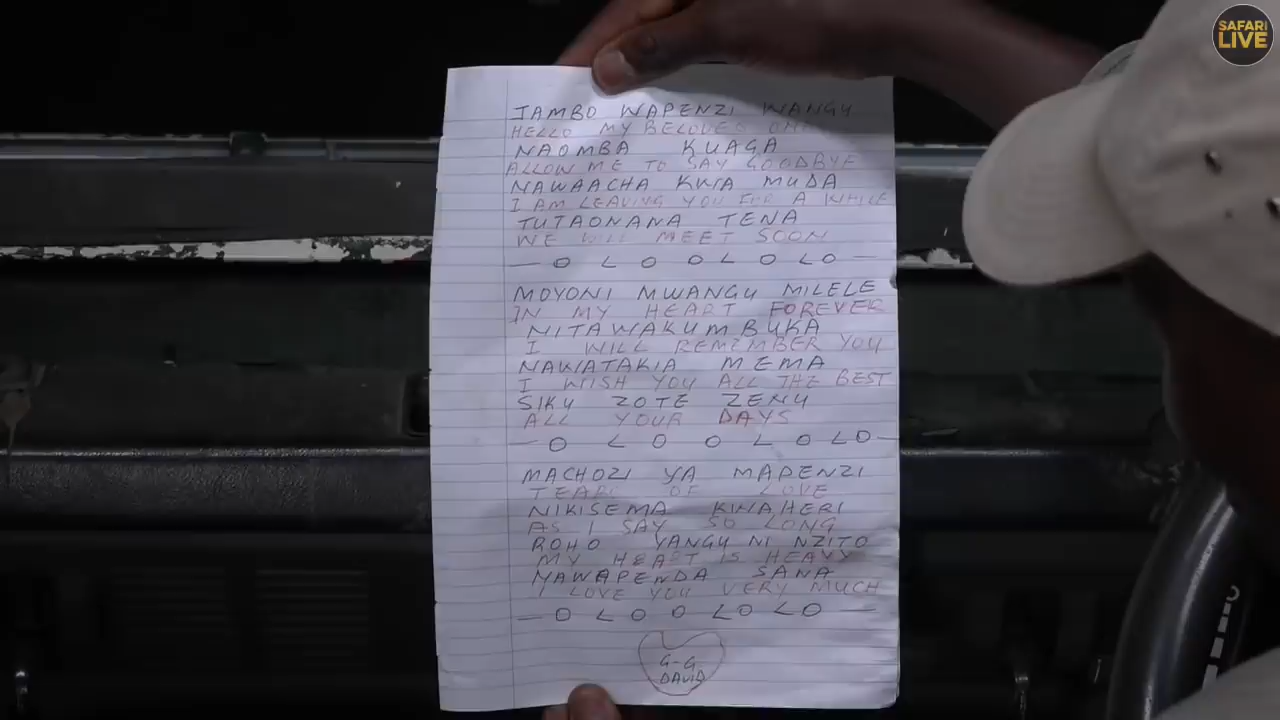 SAFARI
LIVE
JAMBO WAPENZI WANGU
HELLO MY BELOVED
NAOMBA KUAGA
ALLOW ME TO SAY GOODBYE
NAWAACHA KWA MUDA
I AM LEAVING YOU FOR A WHILE
TUTAONANA TENA
WE WILL MEET SOON
— O < O O < O < O —
MOYONI MWANGU MILELE
IN MY HEART FOREVER
NITAWAKUMBUKA
I WILL REMEMBER YOU
NAWATAKIA MEMA
I WISH YOU ALL THE BEST
SIKU ZOTE ZENU
ALL YOUR DAYS
— O < O O < O < O —
MACHOZI YA MAPENZI
TEARS OF LOVE
NIKISEMA KWAHERI
AS I SAY SO LONG
ROHO YANGU NI NZITO
MY HEART IS HEAVY
NAWAPENDA SANA
I LOVE YOU VERY MUCH
— O < O O < O < O —
G-G
DAVID